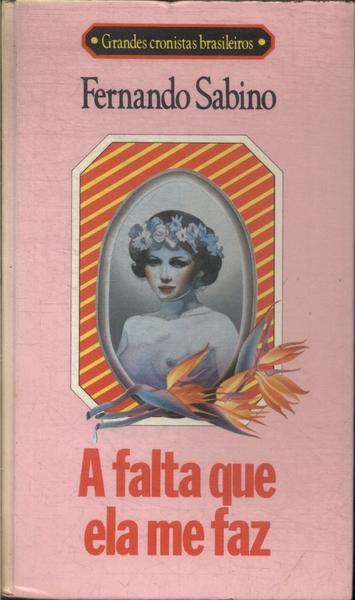 Grandes cronistas brasileiros
Fernando Sabino
A falta que
ela me faz